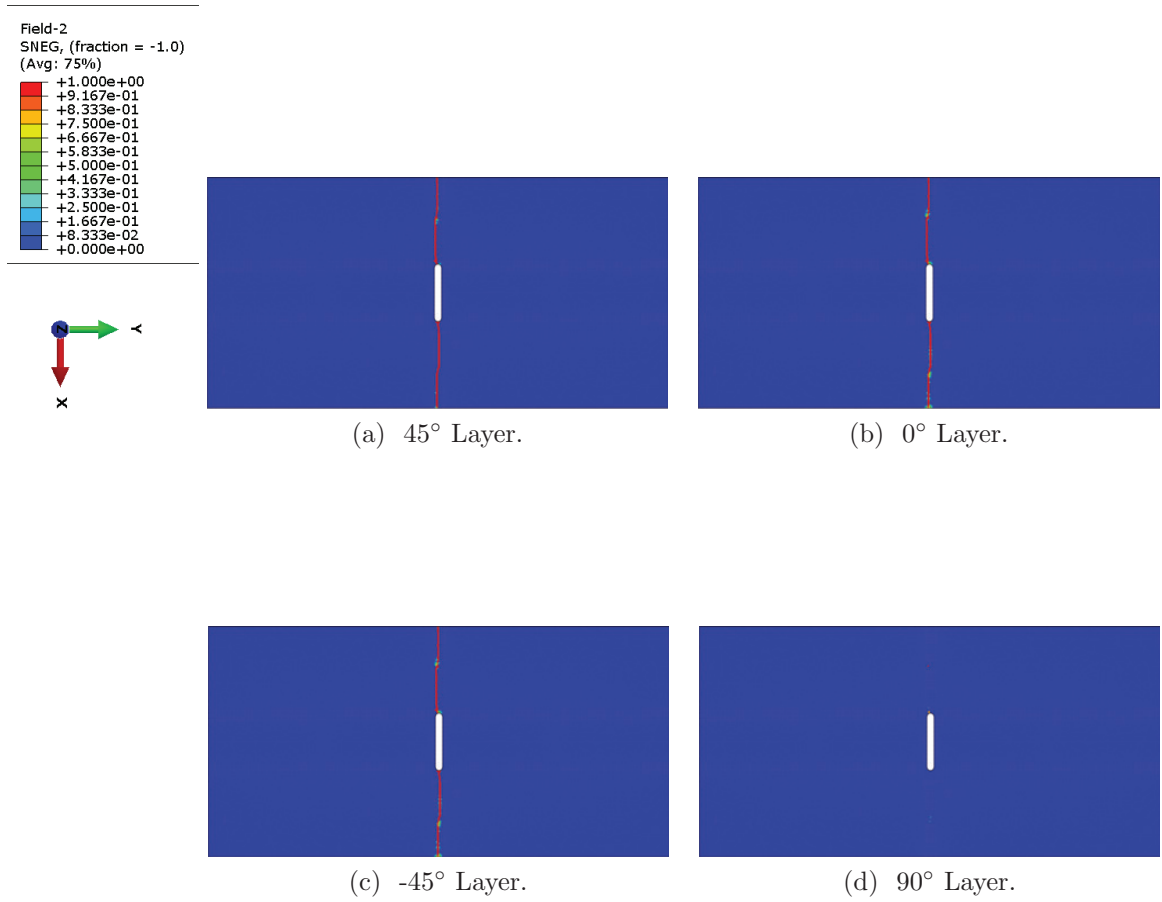 Field-2
SNEG, (fraction = -1.0)
(Avg: 75%)
+1.000e+00
+9.167e-01
+8.333e-01
+7.500e-01
+6.667e-01
+5.833e-01
+5.000e-01
+4.167e-01
+3.333e-01
+2.500e-01
+1.667e-01
+8.333e-02
+0.000e+00
Z
Y
X
(a) 45° Layer.
(b) 0° Layer.
(c) -45° Layer.
(d) 90° Layer.